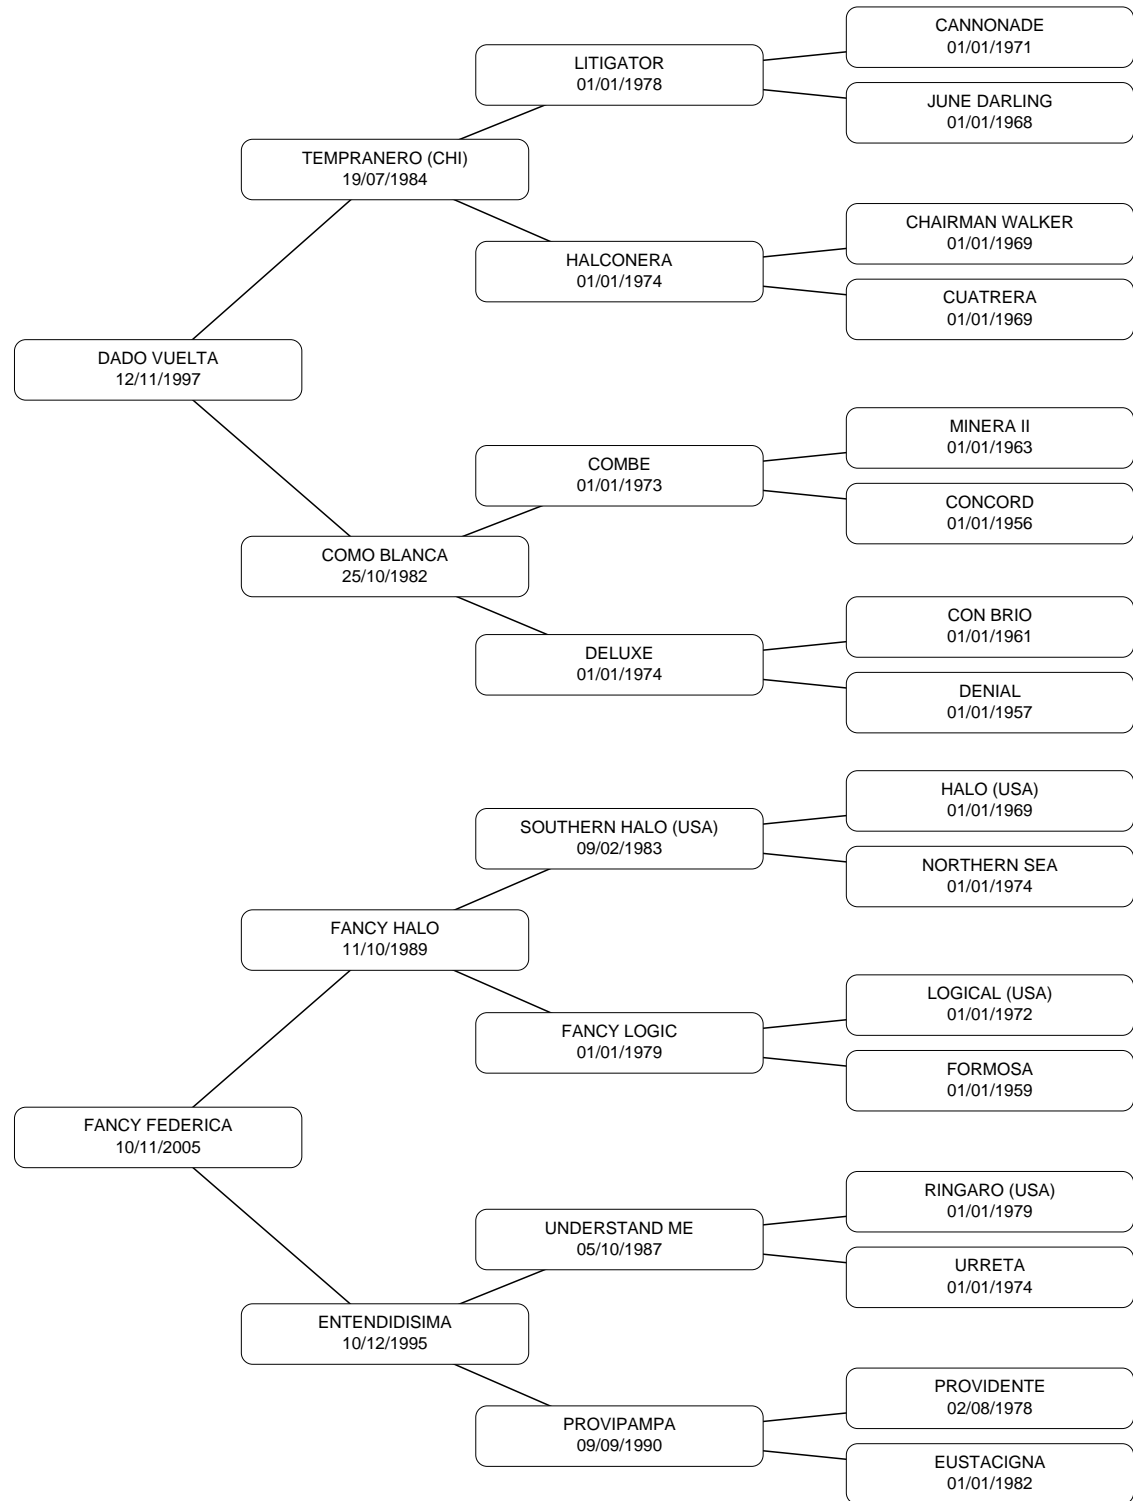 CANNONADE
01/01/1971
LITIGATOR
01/01/1978
JUNE DARLING
01/01/1968
TEMPRANERO (CHI)
19/07/1984
CHAIRMAN WALKER
01/01/1969
HALCONERA
01/01/1974
CUATRERA
01/01/1969
DADO VUELTA
12/11/1997
MINERA II
01/01/1963
COMBE
01/01/1973
CONCORD
01/01/1956
COMO BLANCA
25/10/1982
CON BRIO
01/01/1961
DELUXE
01/01/1974
DENIAL
01/01/1957
HALO (USA)
01/01/1969
SOUTHERN HALO (USA)
09/02/1983
NORTHERN SEA
01/01/1974
FANCY HALO
11/10/1989
LOGICAL (USA)
01/01/1972
FANCY LOGIC
01/01/1979
FORMOSA
01/01/1959
FANCY FEDERICA
10/11/2005
RINGARO (USA)
01/01/1979
UNDERSTAND ME
05/10/1987
URRETA
01/01/1974
ENTENDIDISIMA
10/12/1995
PROVIDENTE
02/08/1978
PROVIPAMPA
09/09/1990
EUSTACIGNA
01/01/1982